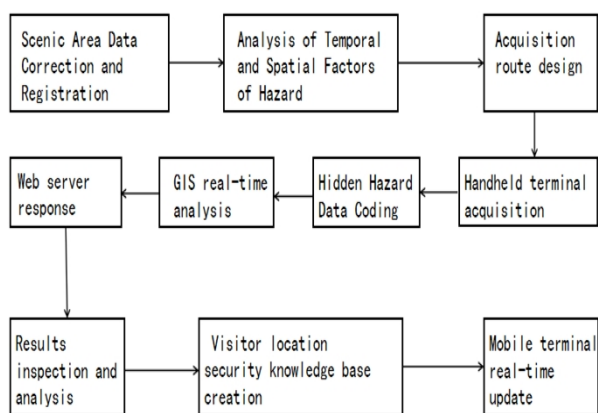 Scenic Area Data
Correction and
Registration
Analysis of Temporal
and Spatial Factors
of Hazard
Acquisition
route design
Handheld terminal
acquisition
Hidden Hazard
Data Coding
GIS real-time
analysis
Web server
response
Results
inspection and
analysis
Visitor location
security knowledge base
creation
Mobile terminal
real-time
update